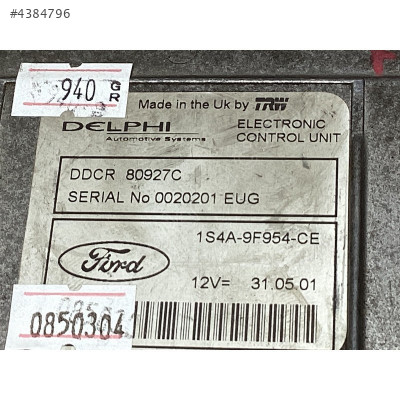 #4384796
940 GR
Made in the Uk by TRW
DELPHI
Automotive Systems
ELECTRONIC
CONTROL UNIT
DDCR 80927C
SERIAL No 0020201 EUG
1S4A-9F954-CE
Ford
12V= 31.05.01
0850304